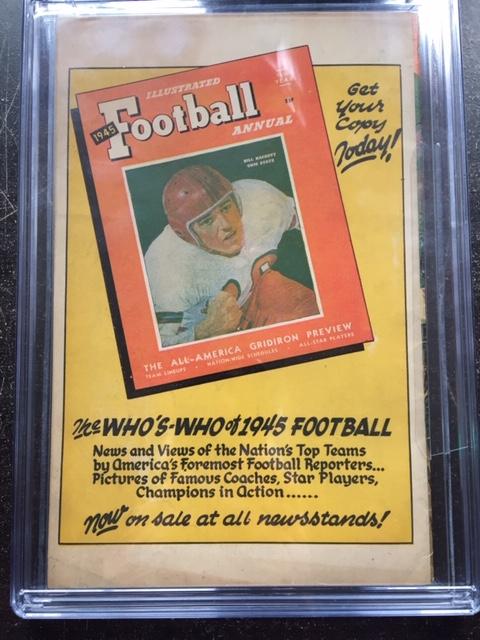 ILLUSTRATED
1945 Football
ANNUAL
BILL HACKETT
OHIO STATE
THE ALL-AMERICA GRIDIRON PREVIEW
TEAM LINEUPS • NATION-WIDE SCHEDULES • ALL-STAR PLAYERS
Get
Your
Copy
Today!
The WHO'S-WHO of 1945 FOOTBALL
News and Views of the Nation's Top Teams
by America's Foremost Football Reporters...
Pictures of Famous Coaches, Star Players,
Champions in Action......
Now on sale at all newsstands!